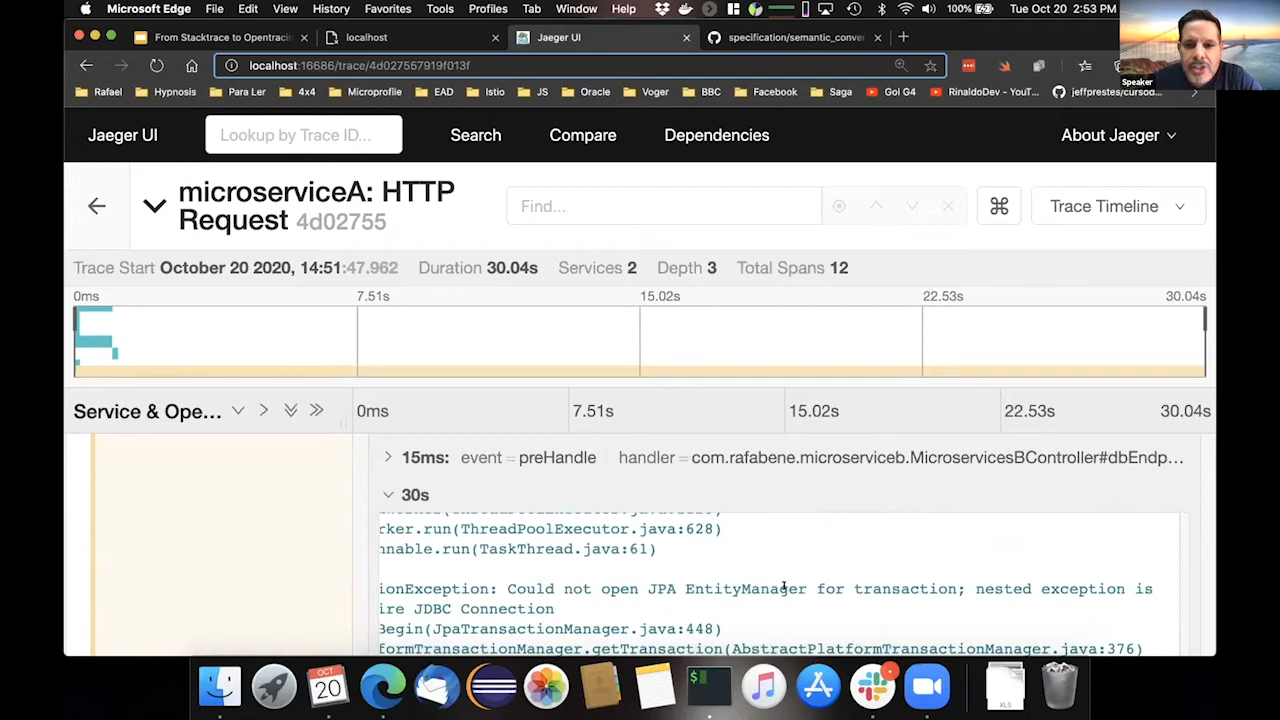 Microsoft Edge File Edit View History Favorites Tools Profiles Tab Window Help 100% Tue Oct 20 2:53 PM
From Stacktrace to Opentracin
localhost
Jaeger UI
specification/semantic_conve
localhost:16686/trace/4d027557919f013f
Rafael Hypnosis Para Ler 4x4 Microprofile EAD Istio JS Oracle Voger BBC Facebook Saga Gol G4 RinaldoDev - YouT... jeffprestes/cursod...
Speaker
Jaeger UI Lookup by Trace ID... Search Compare Dependencies About Jaeger
microserviceA: HTTP
Request 4d02755
Find...
Trace Timeline
Trace Start October 20 2020, 14:51:47.962 Duration 30.04s Services 2 Depth 3 Total Spans 12
0ms 7.51s 15.02s 22.53s 30.04s
Service & Ope... 0ms 7.51s 15.02s 22.53s 30.04s
15ms: event = preHandle handler = com.rafabene.microserviceb.MicroservicesBController#dbEndp...
30s
rker.run(ThreadPoolExecutor.java:628)
nnable.run(TaskThread.java:61)
ionException: Could not open JPA EntityManager for transaction; nested exception is
ire JDBC Connection
Begin(JpaTransactionManager.java:448)
formTransactionManager.getTransaction(AbstractPlatformTransactionManager.java:376)
OCT
20
XLS